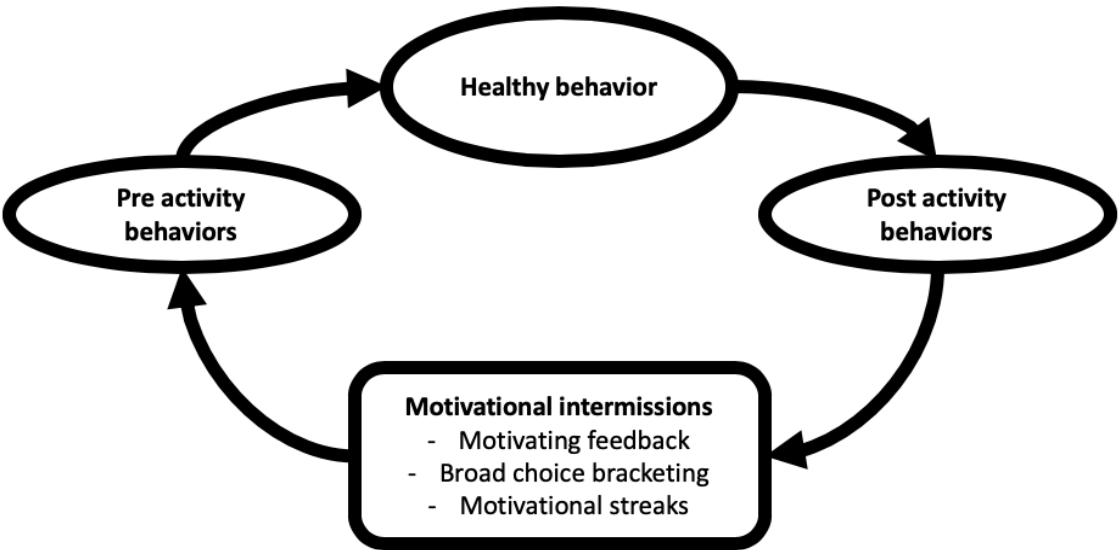 Healthy behavior
Pre activity
behaviors
Post activity
behaviors
Motivational intermissions
- Motivating feedback
- Broad choice bracketing
- Motivational streaks